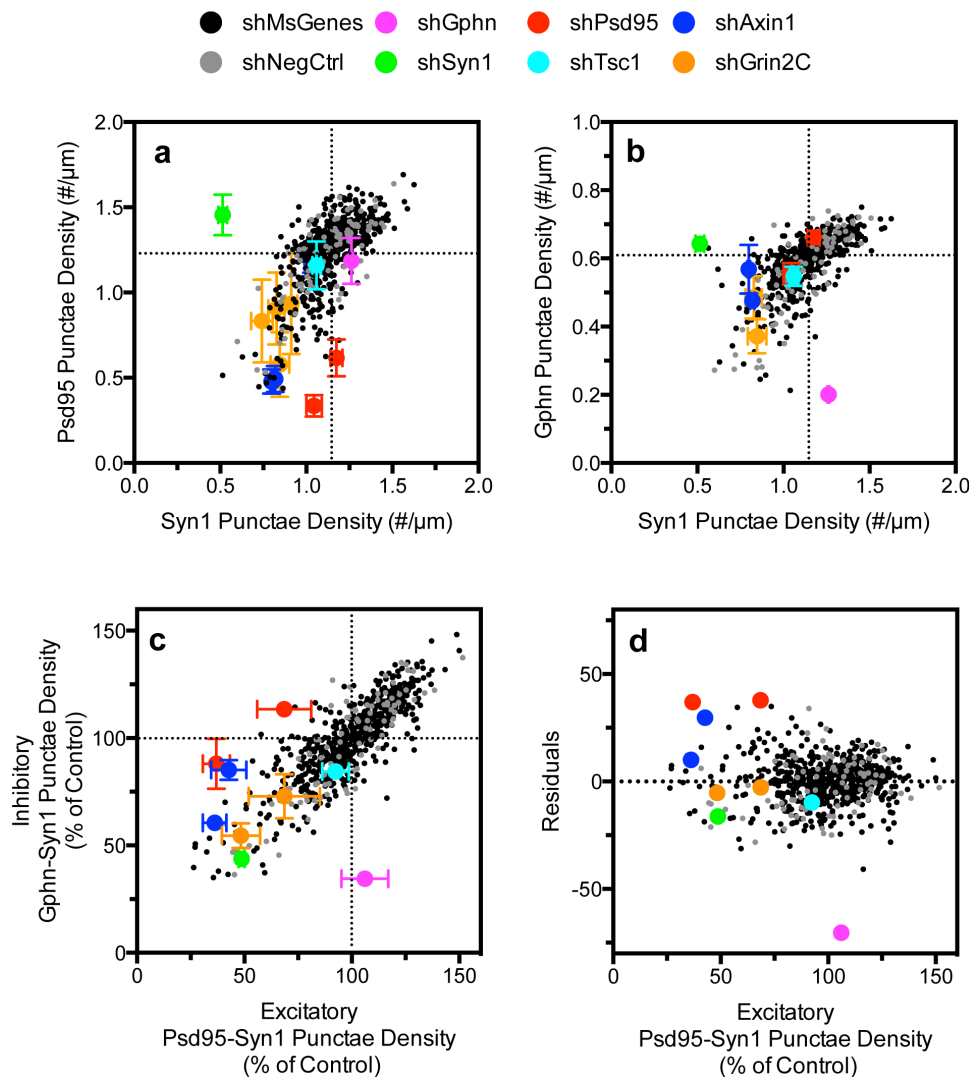 shMsGenes shGphn shPsd95 shAxin1
shNegCtrl shSyn1 shTsc1 shGrin2C
a
2.0
1.5
1.0
0.5
0.0
Psd95 Punctae Density (#/µm)
0.0 0.5 1.0 1.5 2.0
Syn1 Punctae Density (#/µm)
b
1.0
0.8
0.6
0.4
0.2
0.0
Gphn Punctae Density (#/µm)
0.0 0.5 1.0 1.5 2.0
Syn1 Punctae Density (#/µm)
c
150
100
50
0
Inhibitory
Gphn-Syn1 Punctae Density
(% of Control)
0 50 100 150
Excitatory
Psd95-Syn1 Punctae Density
(% of Control)
d
50
0
-50
Residuals
0 50 100 150
Excitatory
Psd95-Syn1 Punctae Density
(% of Control)